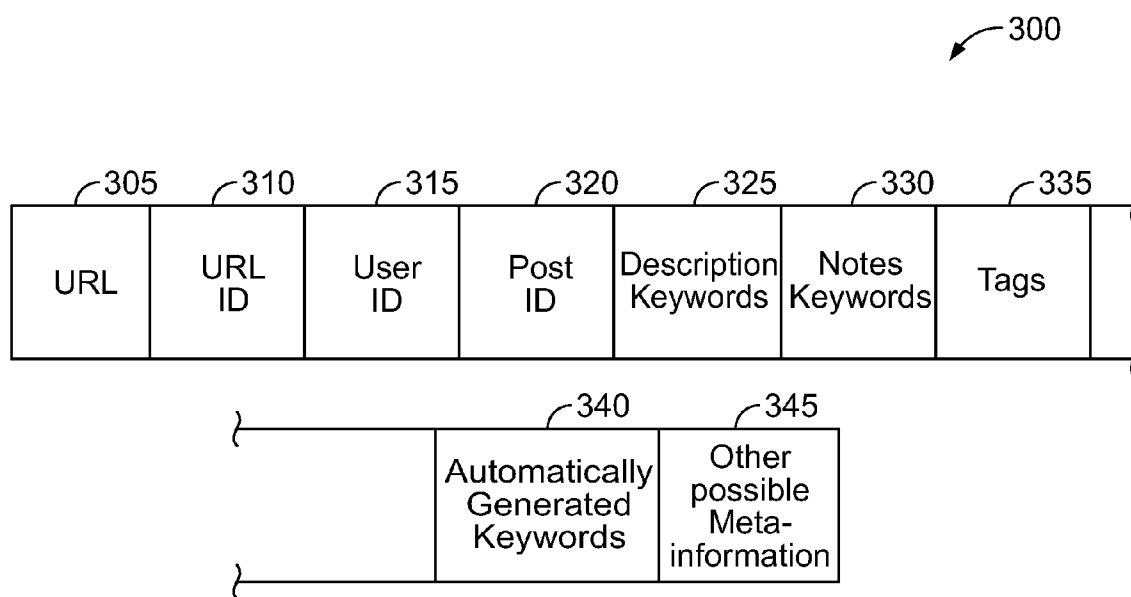 300
305 310 315 320 325 330 335
URL URL User Post Description Notes Tags
ID ID ID Keywords Keywords
340 345
Automatically Other
Generated possible
Keywords Meta-
information